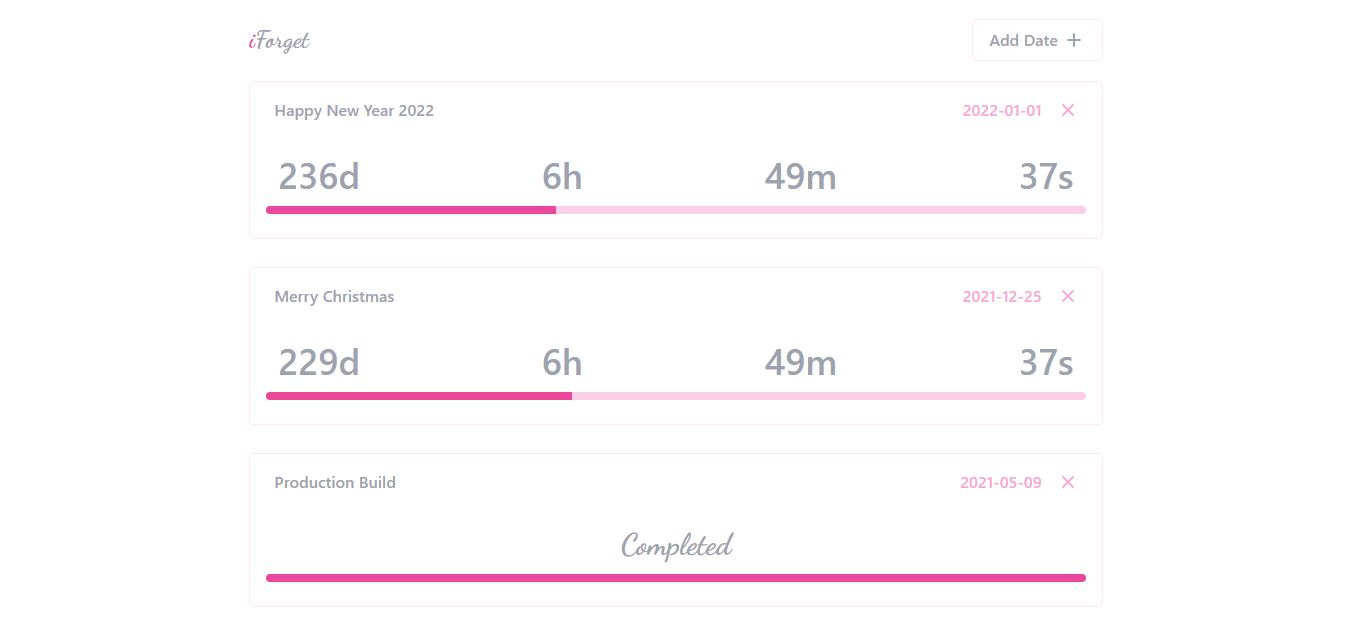 iForget
Add Date
Happy New Year 2022 2022-01-01
236d 6h 49m 37s
Merry Christmas 2021-12-25
229d 6h 49m 37s
Production Build 2021-05-09
Completed